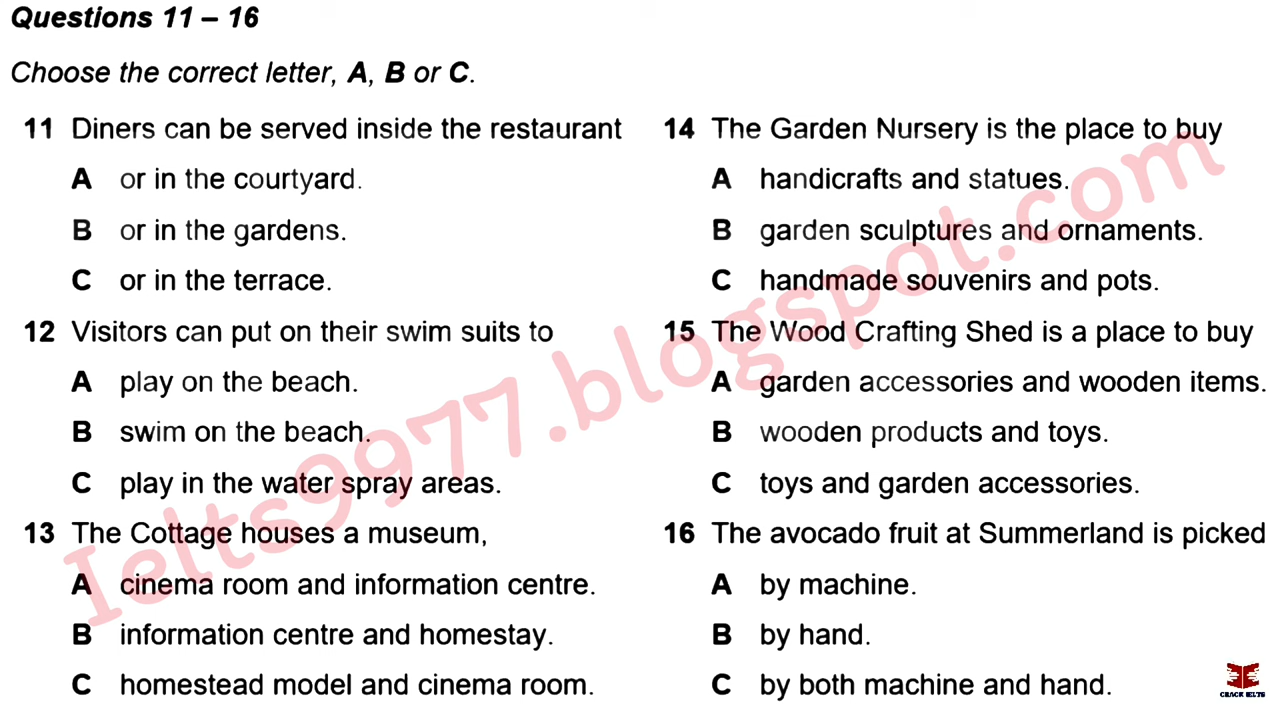 Questions 11 – 16
Choose the correct letter, A, B or C.
11 Diners can be served inside the restaurant
A or in the courtyard.
B or in the gardens.
C or in the terrace.
12 Visitors can put on their swim suits to
A play on the beach.
B swim on the beach.
C play in the water spray areas.
13 The Cottage houses a museum,
A cinema room and information centre.
B information centre and homestay.
C homestead model and cinema room.
14 The Garden Nursery is the place to buy
A handicrafts and statues.
B garden sculptures and ornaments.
C handmade souvenirs and pots.
15 The Wood Crafting Shed is a place to buy
A garden accessories and wooden items.
B wooden products and toys.
C toys and garden accessories.
16 The avocado fruit at Summerland is picked
A by machine.
B by hand.
C by both machine and hand.
Ielts9977.blogspot.com
CRACK IELTS